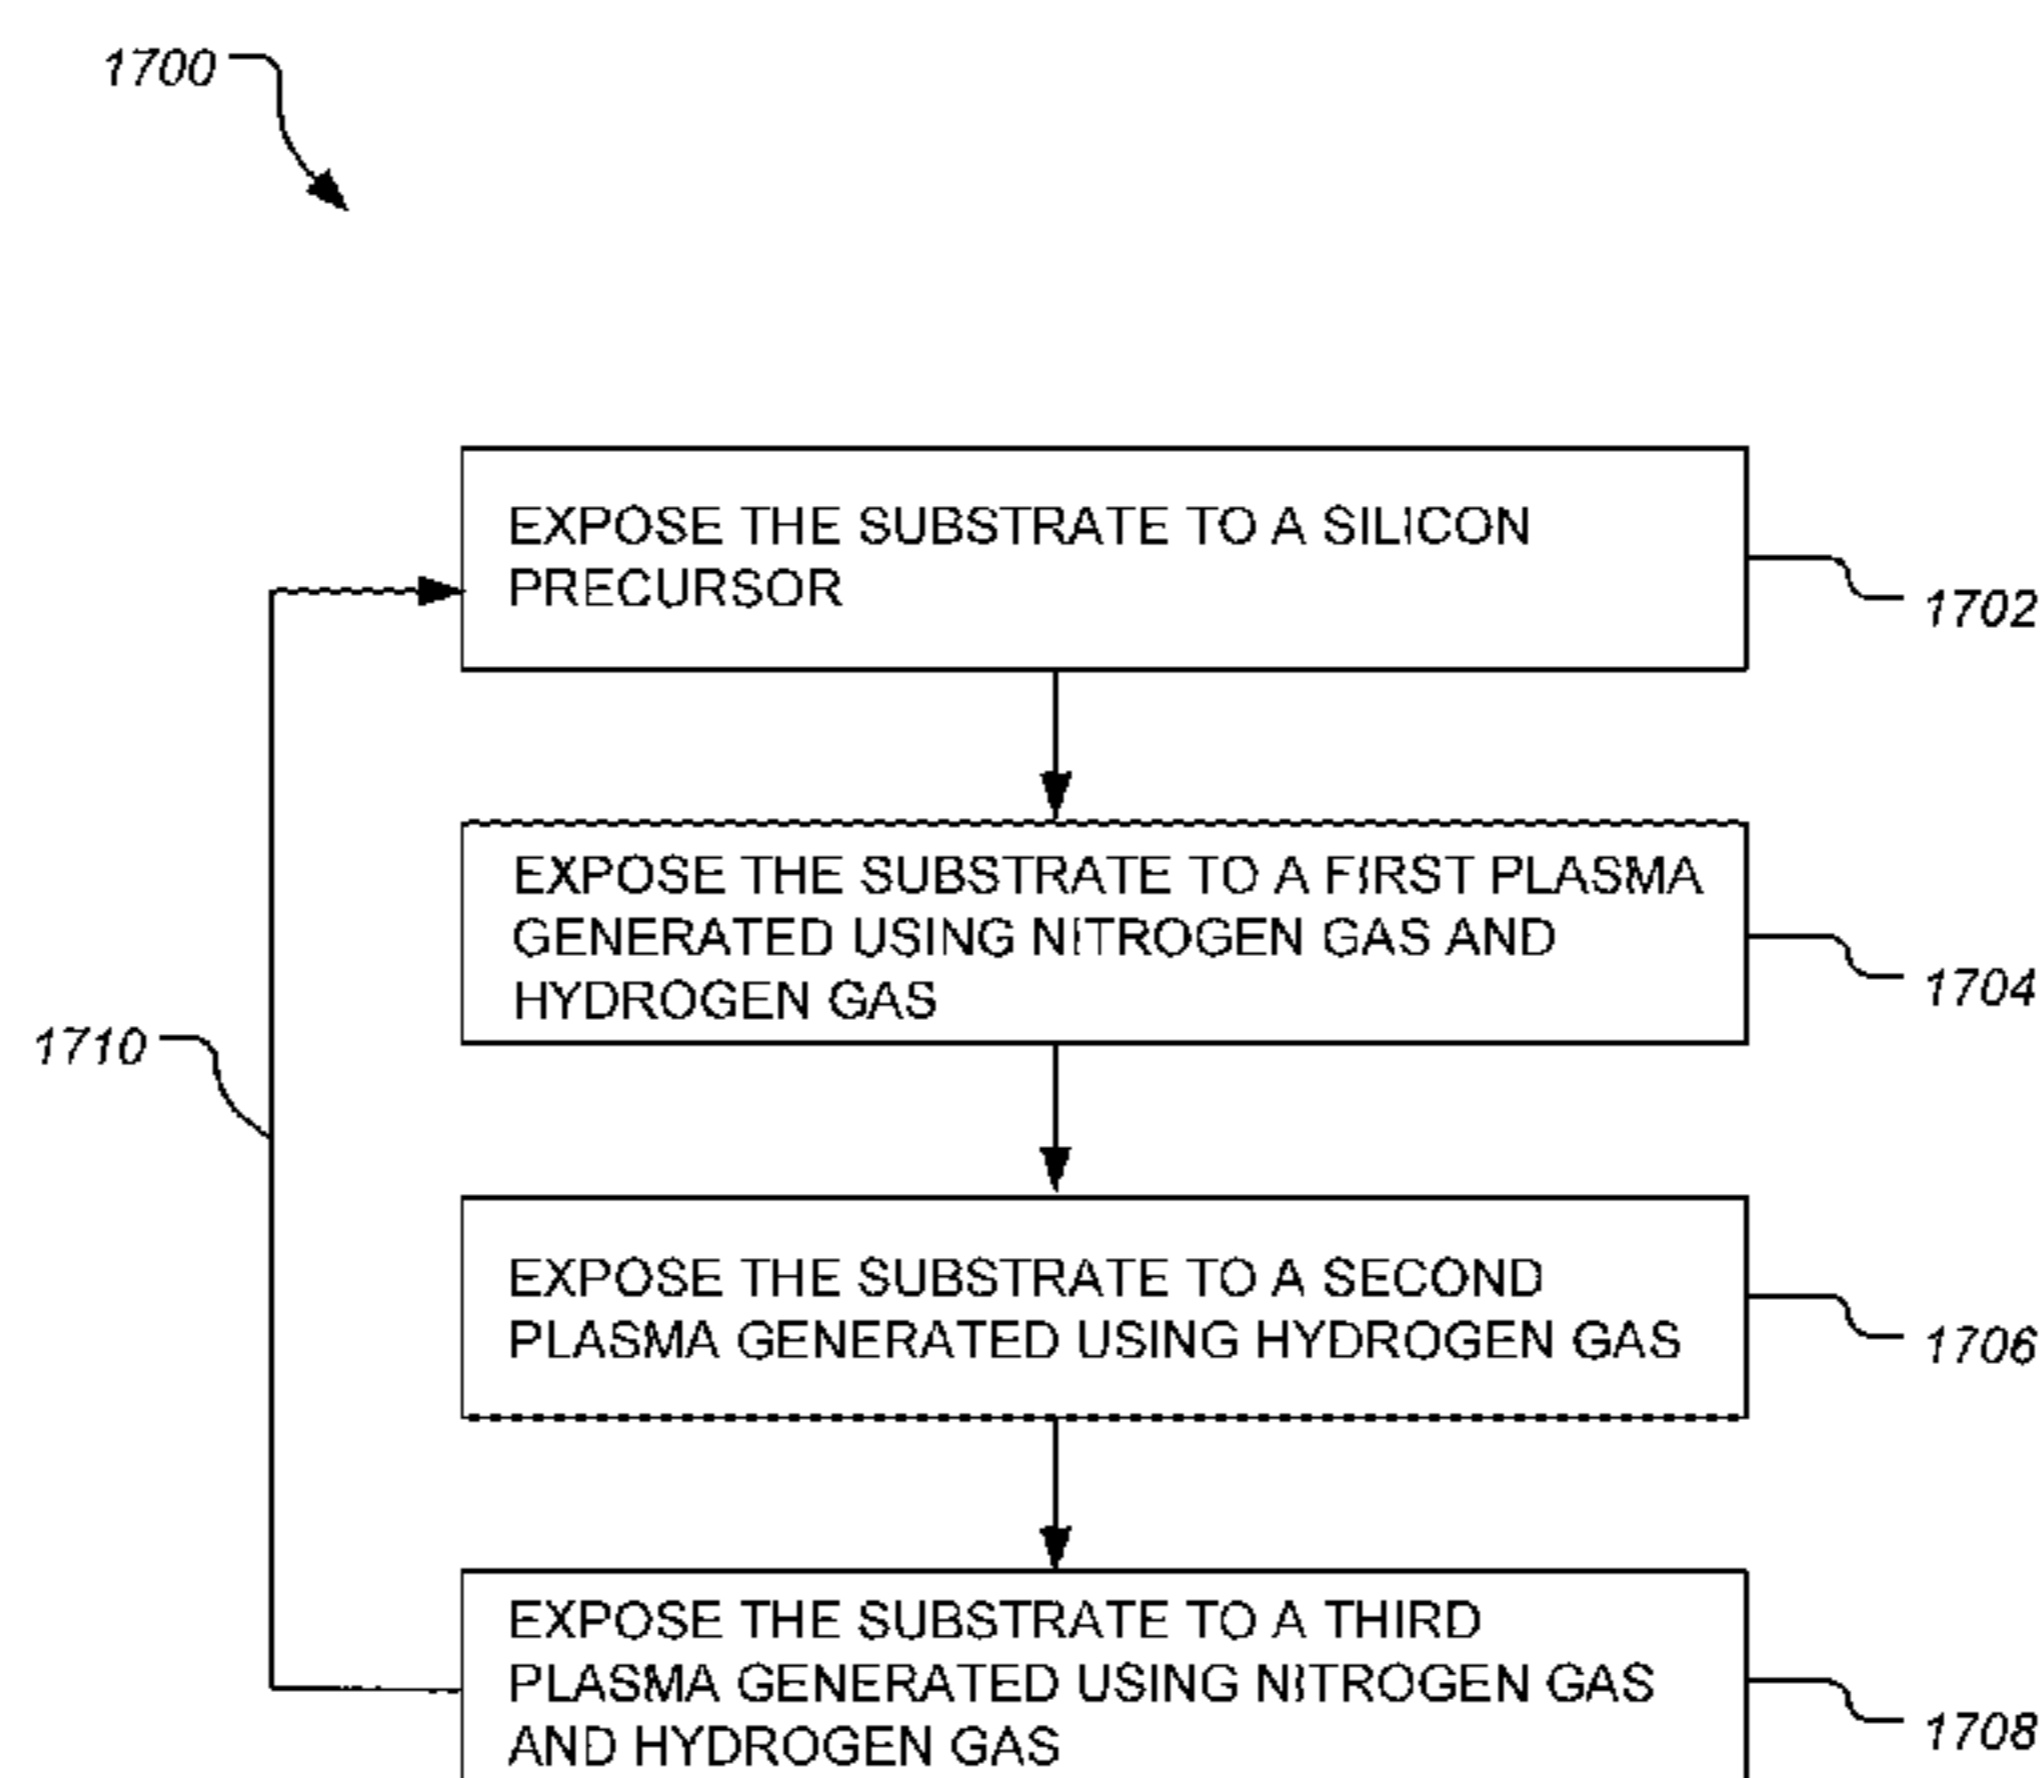 1700
EXPOSE THE SUBSTRATE TO A SILICON
PRECURSOR
1702
EXPOSE THE SUBSTRATE TO A FIRST PLASMA
GENERATED USING NITROGEN GAS AND
HYDROGEN GAS
1704
1710
EXPOSE THE SUBSTRATE TO A SECOND
PLASMA GENERATED USING HYDROGEN GAS
1706
EXPOSE THE SUBSTRATE TO A THIRD
PLASMA GENERATED USING NITROGEN GAS
AND HYDROGEN GAS
1708